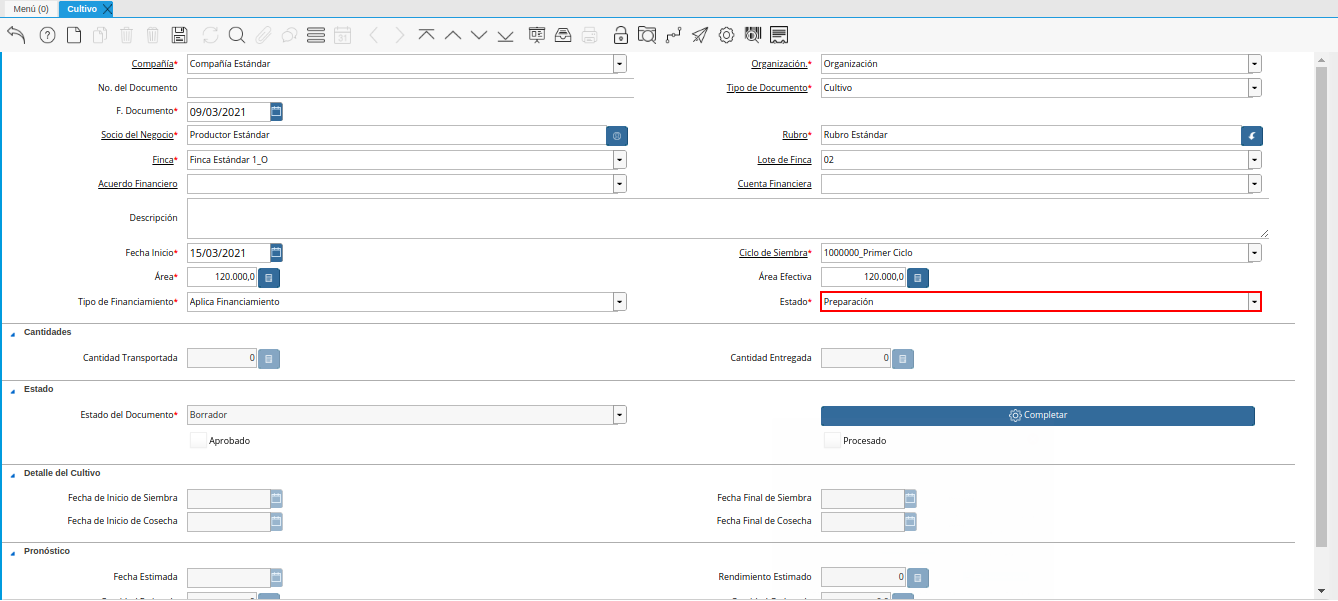 Menú (0) Cultivo
31
Compañía* Compañía Estándar Organización.* Organización
No. del Documento Tipo de Documento* Cultivo
F. Documento* 09/03/2021
Socio del Negocio* Productor Estándar Rubro* Rubro Estándar
Finca* Finca Estándar 1_O Lote de Finca 02
Acuerdo Financiero Cuenta Financiera
Descripción
Fecha Inicio* 15/03/2021 Ciclo de Siembra* 1000000_Primer Ciclo
Área* 120.000,0 Área Efectiva 120.000,0
Tipo de Financiamiento* Aplica Financiamiento Estado* Preparación
Cantidades
Cantidad Transportada 0 Cantidad Entregada 0
Estado
Estado del Documento* Borrador Completar
Aprobado Procesado
Detalle del Cultivo
Fecha de Inicio de Siembra Fecha Final de Siembra
Fecha de Inicio de Cosecha Fecha Final de Cosecha
Pronóstico
Fecha Estimada Rendimiento Estimado 0